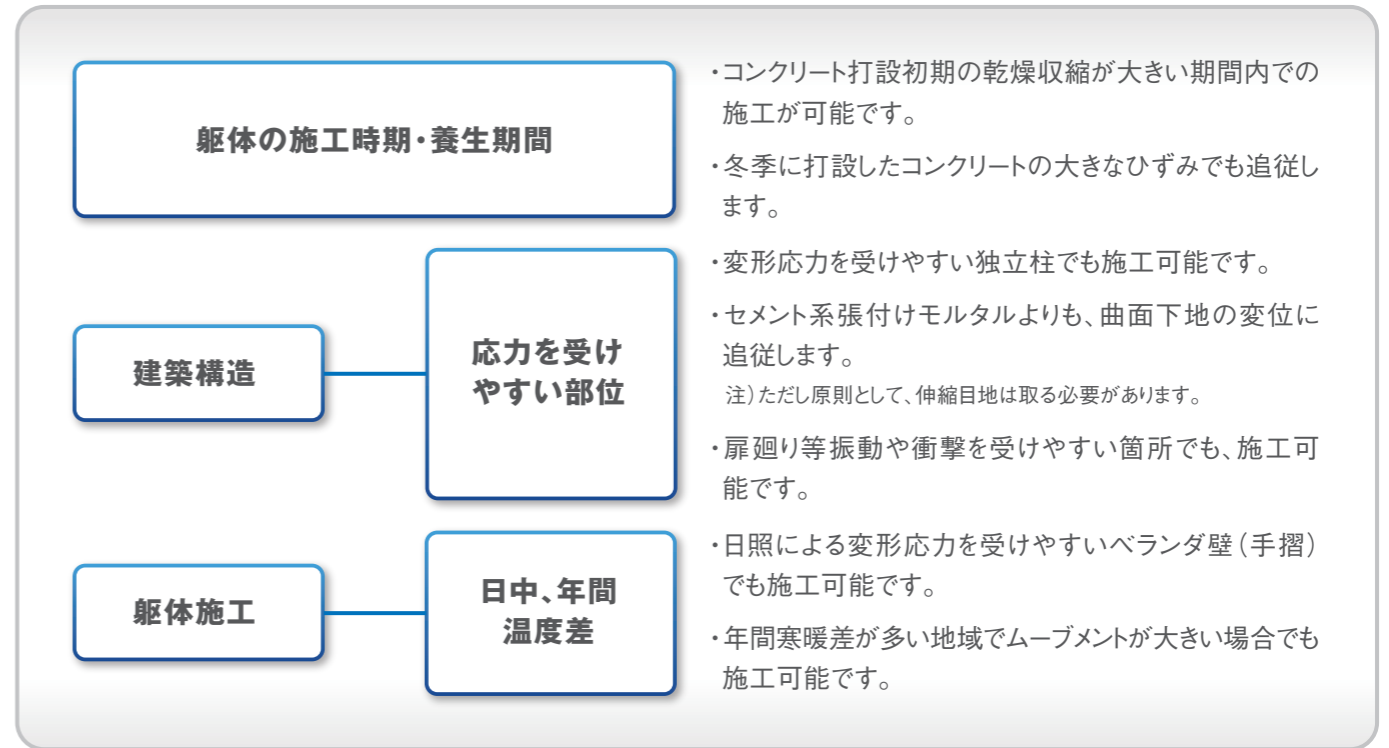 躯体の施工時期・養生期間
・コンクリート打設初期の乾燥収縮が大きい期間内での
施工が可能です。
・冬季に打設したコンクリートの大きなひずみでも追従し
ます。
建築構造
応力を受け
やすい部位
・変形応力を受けやすい独立柱でも施工可能です。
・セメント系張付けモルタルよりも、曲面下地の変位に
追従します。
注）ただし原則として、伸縮目地は取る必要があります。
・扉廻り等振動や衝撃を受けやすい箇所でも、施工可
能です。
躯体施工
日中、年間
温度差
・日照による変形応力を受けやすいベランダ壁（手摺）
でも施工可能です。
・年間寒暖差が多い地域でムーブメントが大きい場合でも
施工可能です。